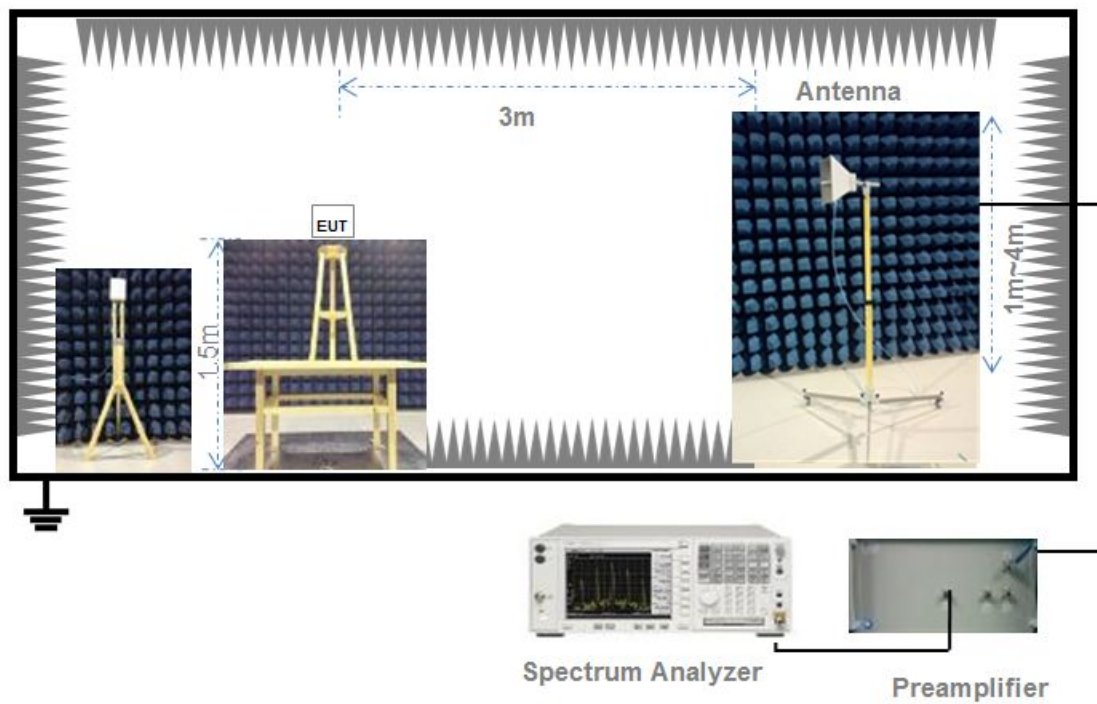 Antenna
3m
EUT
1.5m
1m~4m
Spectrum Analyzer
Preamplifier